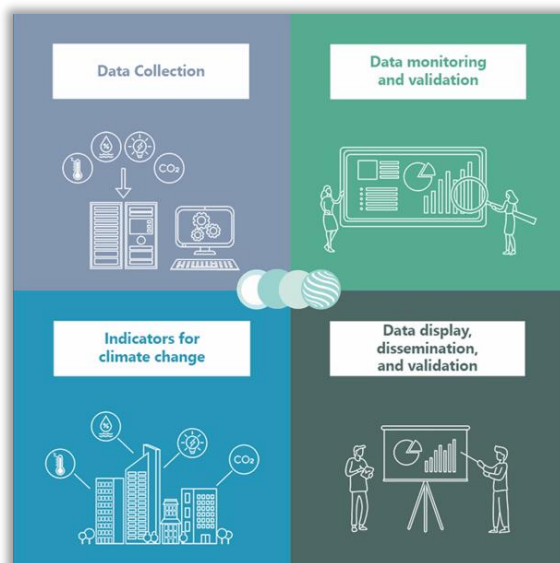 Data Collection
Data monitoring
and validation
%
CO₂
Indicators for
climate change
Data display,
dissemination,
and validation
%
CO₂